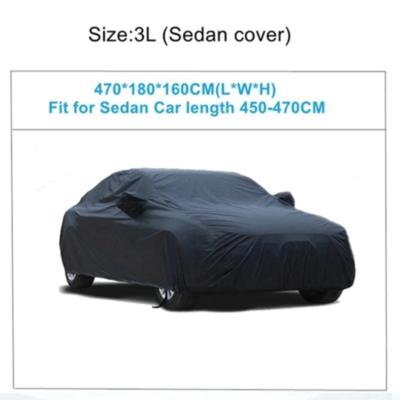 Size:3L (Sedan cover)
470*180*160CM(L*W*H)
Fit for Sedan Car length 450-470CM